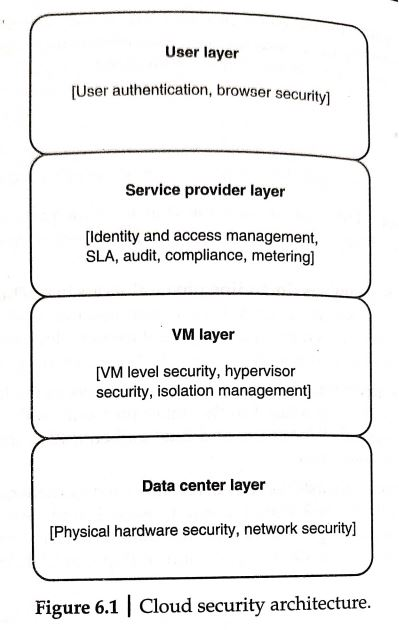 User layer
[User authentication, browser security]
Service provider layer
[Identity and access management,
SLA, audit, compliance, metering]
VM layer
[VM level security, hypervisor
security, isolation management]
Data center layer
[Physical hardware security, network security]
Figure 6.1 | Cloud security architecture.